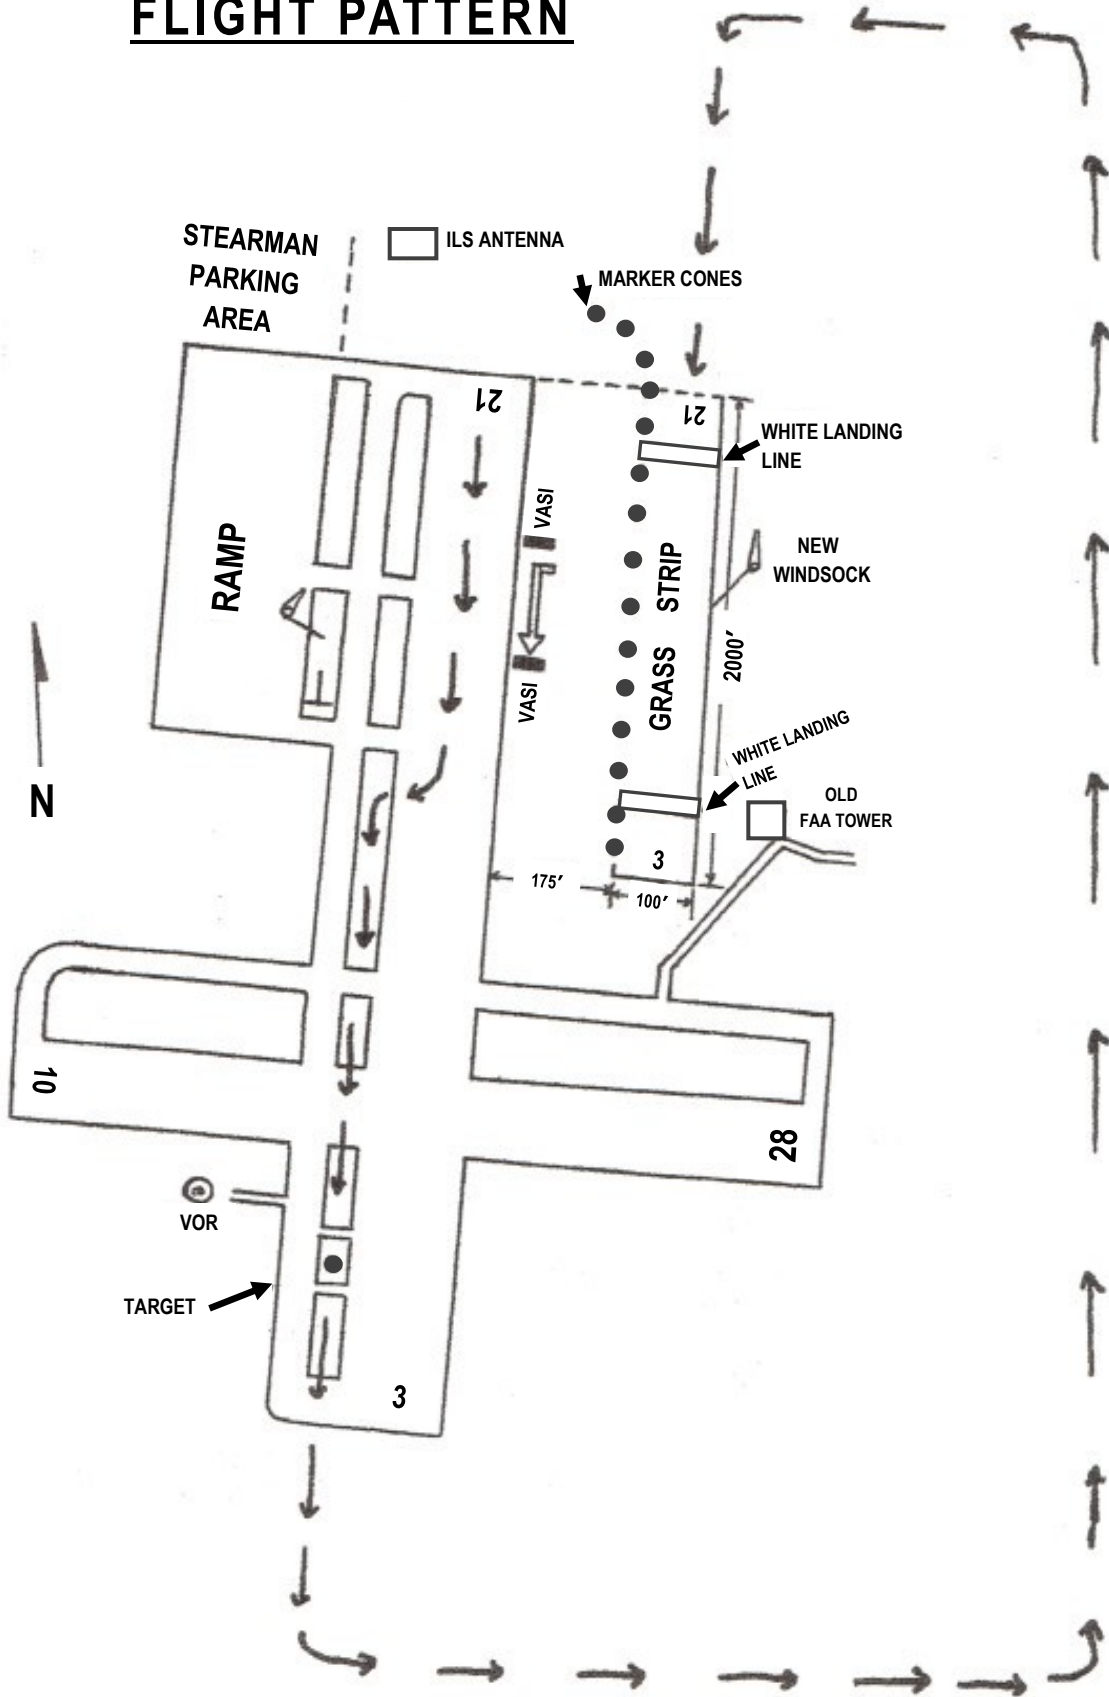 FLIGHT PATTERN
STEARMAN
PARKING
AREA
ILS ANTENNA
MARKER CONES
21
21
WHITE LANDING
LINE
VASI
RAMP
GRASS STRIP
NEW
WINDSOCK
2000'
VASI
WHITE LANDING
LINE
N
OLD
FAA TOWER
3
175'
100'
10
28
VOR
TARGET
3